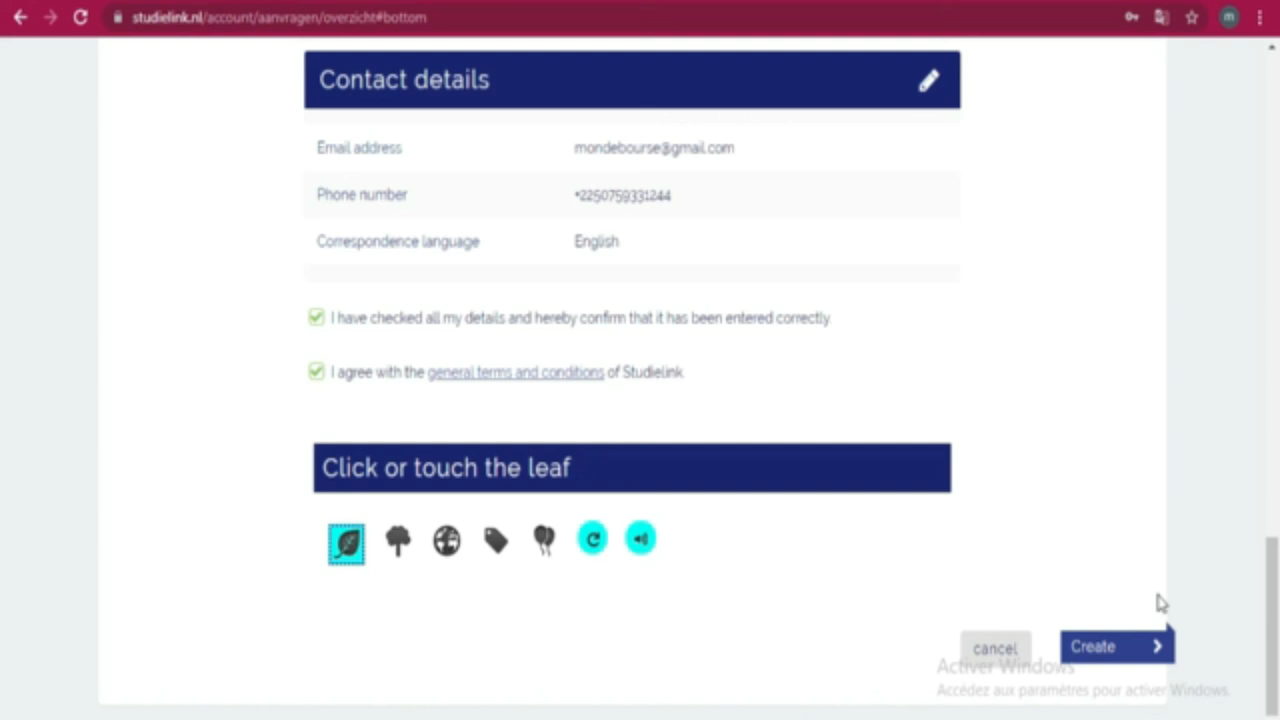 studielink.nl/account/aanvragen/overzicht#bottom
m
Contact details
Email address mondebourse@gmail.com
Phone number +2250759331244
Correspondence language English
I have checked all my details and hereby confirm that it has been entered correctly.
I agree with the general terms and conditions of Studielink.
Click or touch the leaf
cancel Create
Activer Windows
Accédez aux paramètres pour activer Windows.